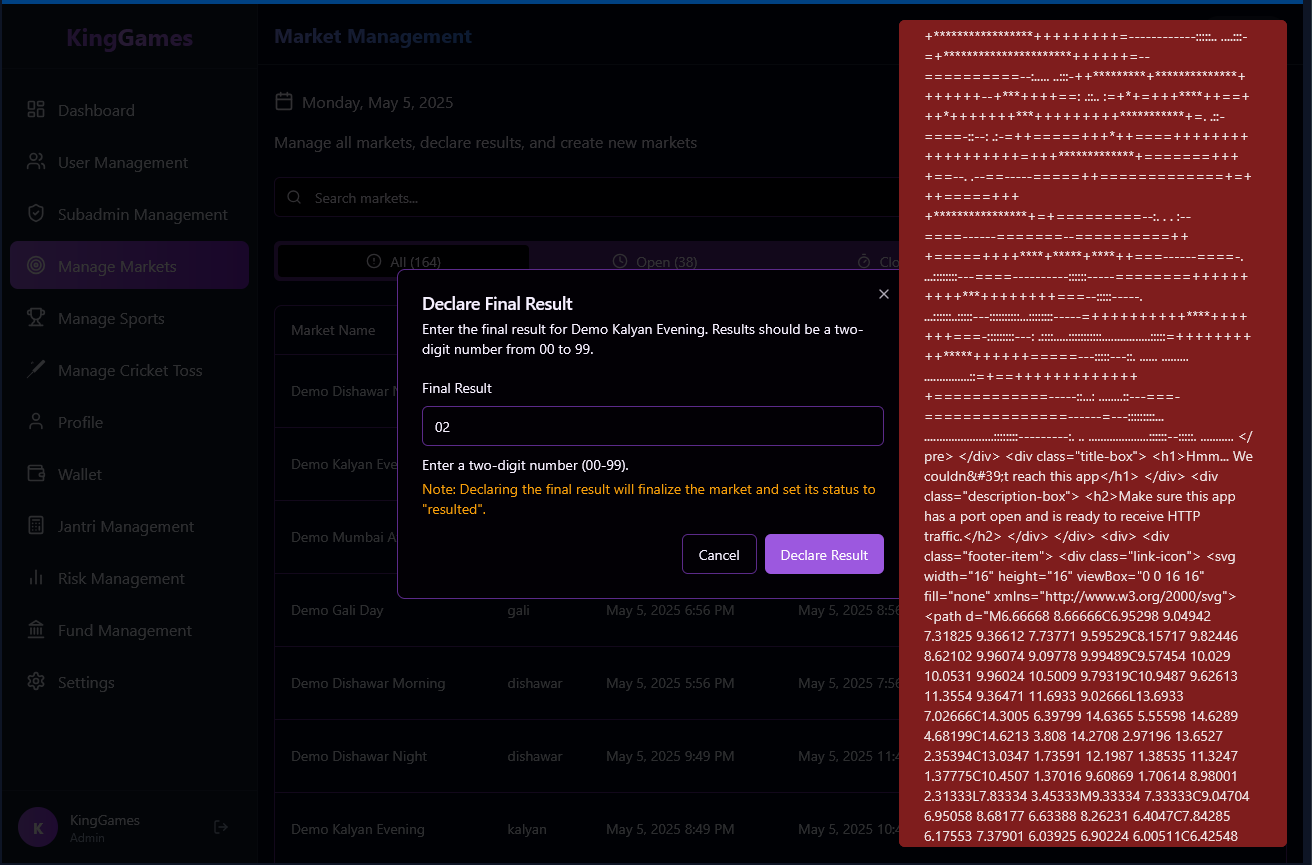 KingGames
Dashboard
User Management
Subadmin Management
Manage Markets
Manage Sports
Manage Cricket Toss
Profile
Wallet
Jantri Management
Risk Management
Fund Management
Settings
K
KingGames
Admin
Market Management
Monday, May 5, 2025
Manage all markets, declare results, and create new markets
Search markets...
All (164)
Open (38)
Clo
Market Name
Demo Dishawar N
Demo Kalyan Eve
Demo Mumbai A
Demo Gali Day gali May 5, 2025 6:56 PM May 5, 2025 8:56
Demo Dishawar Morning dishawar May 5, 2025 5:56 PM May 5, 2025 7:56
Demo Dishawar Night dishawar May 5, 2025 9:49 PM May 5, 2025 11:4
Demo Kalyan Evening kalyan May 5, 2025 8:49 PM May 5, 2025 10:4
Declare Final Result
Enter the final result for Demo Kalyan Evening. Results should be a two-
digit number from 00 to 99.
Final Result
02
Enter a two-digit number (00-99).
Note: Declaring the final result will finalize the market and set its status to
"resulted".
Cancel
Declare Result
</
pre> </div> <div class="title-box"> <h1>Hmm... We
couldn&#39;t reach this app</h1> </div> <div
class="description-box"> <h2>Make sure this app
has a port open and is ready to receive HTTP
traffic.</h2> </div> </div> <div> <div
class="footer-item"> <div class="link-icon"> <svg
width="16" height="16" viewBox="0 0 16 16"
fill="none" xmlns="http://www.w3.org/2000/svg">
<path d="M6.66668 8.66666C6.95298 9.04942
7.31825 9.36612 7.73771 9.59529C8.15717 9.82446
8.62102 9.96074 9.09778 9.99489C9.57454 10.029
10.0531 9.96024 10.5009 9.79319C10.9487 9.62613
11.3554 9.36471 11.6933 9.02666L13.6933
7.02666C14.3005 6.39799 14.6365 5.55598 14.6289
4.68199C14.6213 3.808 14.2708 2.97196 13.6527
2.35394C13.0347 1.73591 12.1987 1.38535 11.3247
1.37775C10.4507 1.37016 9.60869 1.70614 8.98001
2.31333L7.83334 3.45333M9.33334 7.33333C9.04704
6.95058 8.68177 6.63388 8.26231 6.4047C7.84285
6.17553 7.37901 6.03925 6.90224 6.00511C6.42548